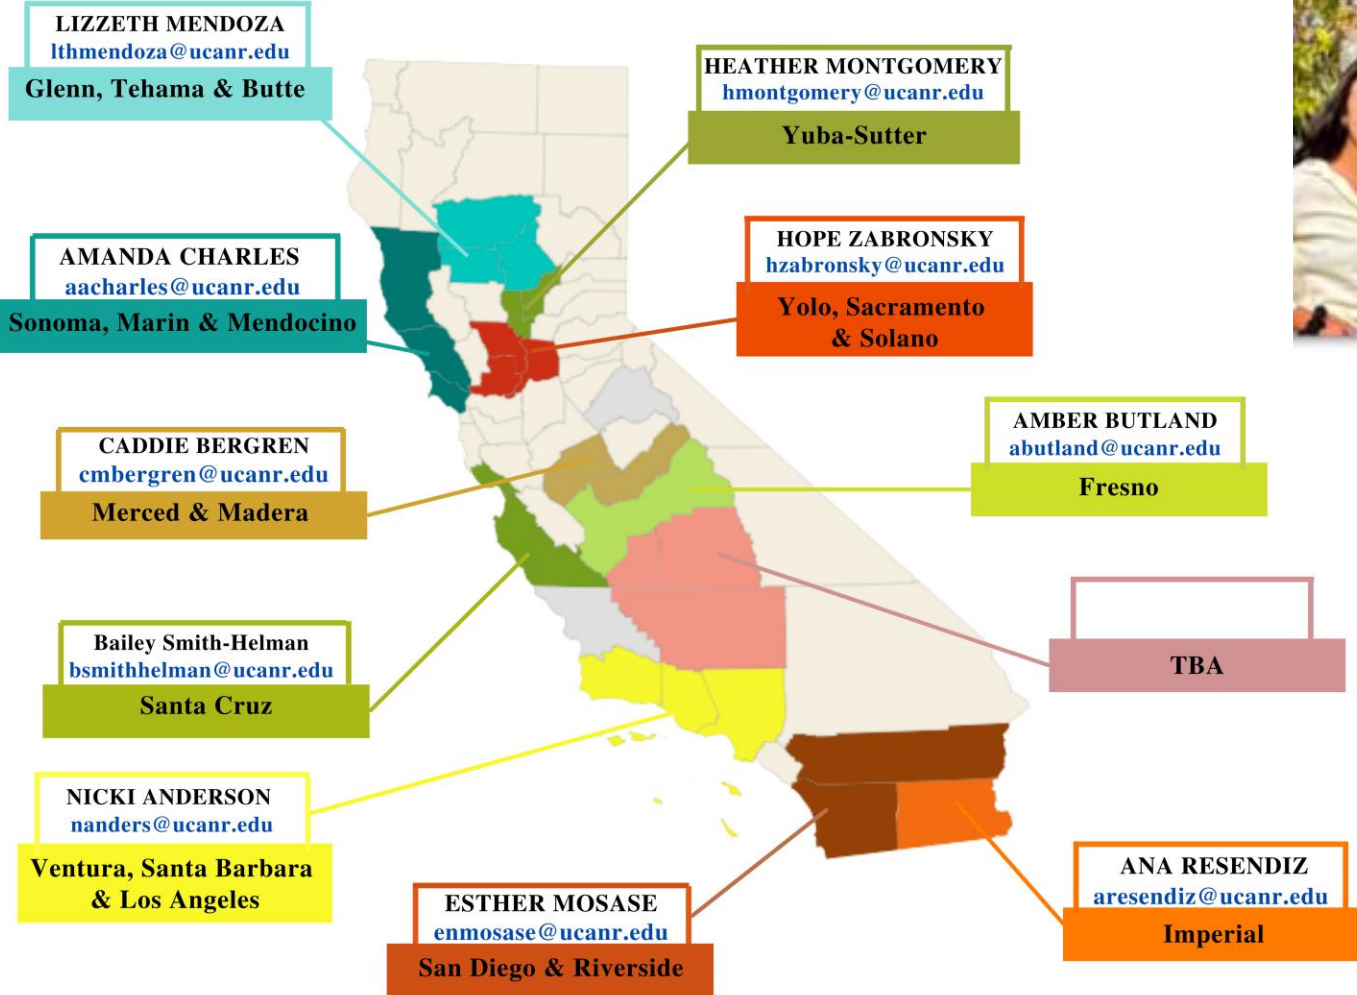 LIZZETH MENDOZA
lthmendoza@ucanr.edu
Glenn, Tehama & Butte
HEATHER MONTGOMERY
hmontgomery@ucanr.edu
Yuba-Sutter
AMANDA CHARLES
aacharles@ucanr.edu
Sonoma, Marin & Mendocino
HOPE ZABRONSKY
hzabronsky@ucanr.edu
Yolo, Sacramento
& Solano
CADDIE BERGREN
cmbergren@ucanr.edu
Merced & Madera
AMBER BUTLAND
abutland@ucanr.edu
Fresno
Bailey Smith-Helman
bsmithhelman@ucanr.edu
Santa Cruz
TBA
NICKI ANDERSON
nanders@ucanr.edu
Ventura, Santa Barbara
& Los Angeles
ESTHER MOSASE
enmosase@ucanr.edu
San Diego & Riverside
ANA RESENDIZ
aresendiz@ucanr.edu
Imperial